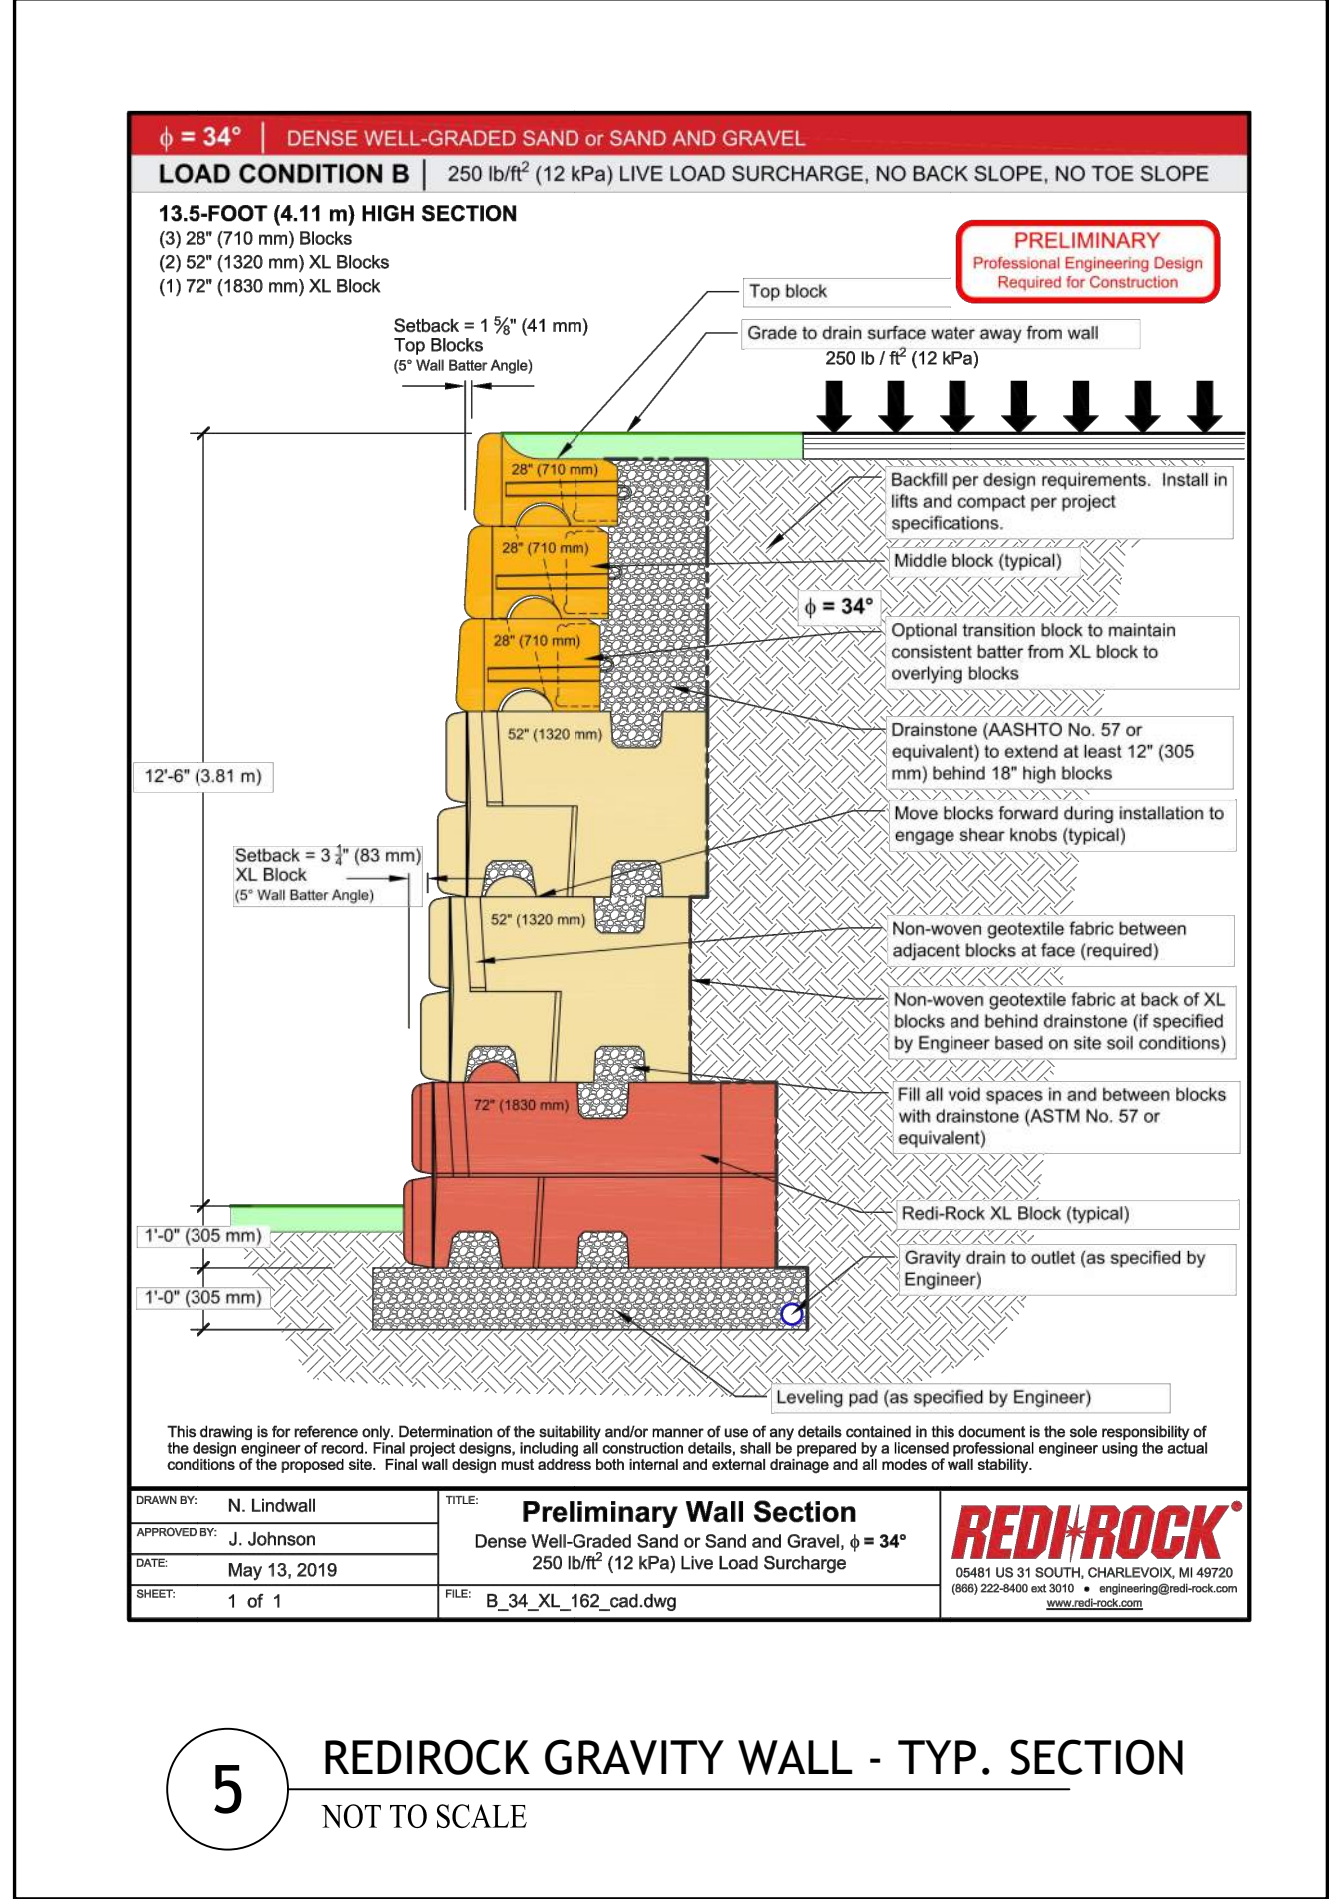 ϕ = 34° | DENSE WELL-GRADED SAND or SAND AND GRAVEL
LOAD CONDITION B | 250 lb/ft² (12 kPa) LIVE LOAD SURCHARGE, NO BACK SLOPE, NO TOE SLOPE
13.5-FOOT (4.11 m) HIGH SECTION
(3) 28" (710 mm) Blocks
(2) 52" (1320 mm) XL Blocks
(1) 72" (1830 mm) XL Block
PRELIMINARY
Professional Engineering Design
Required for Construction
Top block
Setback = 1 5⁄8" (41 mm)
Top Blocks
(5° Wall Batter Angle)
Grade to drain surface water away from wall
250 lb / ft² (12 kPa)
28" (710 mm)
Backfill per design requirements. Install in
lifts and compact per project
specifications.
28" (710 mm)
Middle block (typical)
ϕ = 34°
28" (710 mm)
Optional transition block to maintain
consistent batter from XL block to
overlying blocks
52" (1320 mm)
Drainstone (AASHTO No. 57 or
equivalent) to extend at least 12" (305
mm) behind 18" high blocks
12'-6" (3.81 m)
Move blocks forward during installation to
engage shear knobs (typical)
Setback = 3 1⁄4" (83 mm)
XL Block
(5° Wall Batter Angle)
52" (1320 mm)
Non-woven geotextile fabric between
adjacent blocks at face (required)
Non-woven geotextile fabric at back of XL
blocks and behind drainstone (if specified
by Engineer based on site soil conditions)
72" (1830 mm)
Fill all void spaces in and between blocks
with drainstone (ASTM No. 57 or
equivalent)
Redi-Rock XL Block (typical)
1'-0" (305 mm)
Gravity drain to outlet (as specified by
Engineer)
1'-0" (305 mm)
Leveling pad (as specified by Engineer)
This drawing is for reference only. Determination of the suitability and/or manner of use of any details contained in this document is the sole responsibility of
the design engineer of record. Final project designs, including all construction details, shall be prepared by a licensed professional engineer using the actual
conditions of the proposed site. Final wall design must address both internal and external drainage and all modes of wall stability.
DRAWN BY: N. Lindwall
APPROVED BY: J. Johnson
DATE: May 13, 2019
SHEET: 1 of 1
TITLE: Preliminary Wall Section
Dense Well-Graded Sand or Sand and Gravel, ϕ = 34°
250 lb/ft² (12 kPa) Live Load Surcharge
FILE: B_34_XL_162_cad.dwg
REDI-ROCK®
05481 US 31 SOUTH, CHARLEVOIX, MI 49720
(866) 222-8400 ext 3010 • engineering@redi-rock.com
www.redi-rock.com
5
REDIROCK GRAVITY WALL - TYP. SECTION
NOT TO SCALE